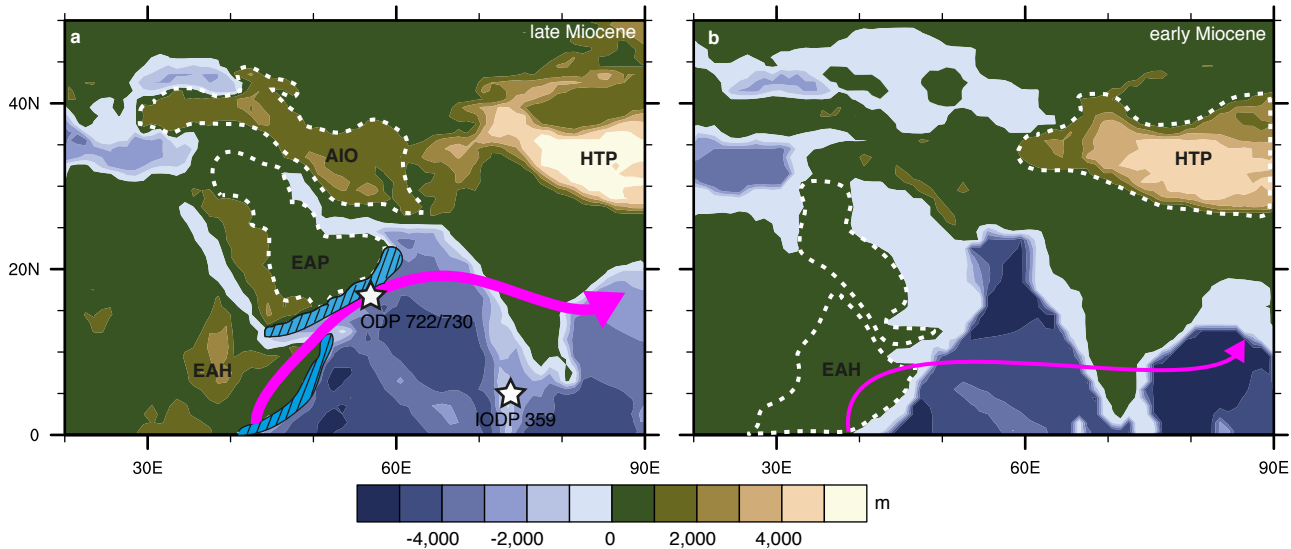 a
late Miocene
b
early Miocene
40N
20N
0
AIO
HTP
EAP
ODP 722/730
EAH
IODP 359
HTP
EAH
30E
60E
90E
30E
60E
90E
-4,000
-2,000
0
2,000
4,000
m